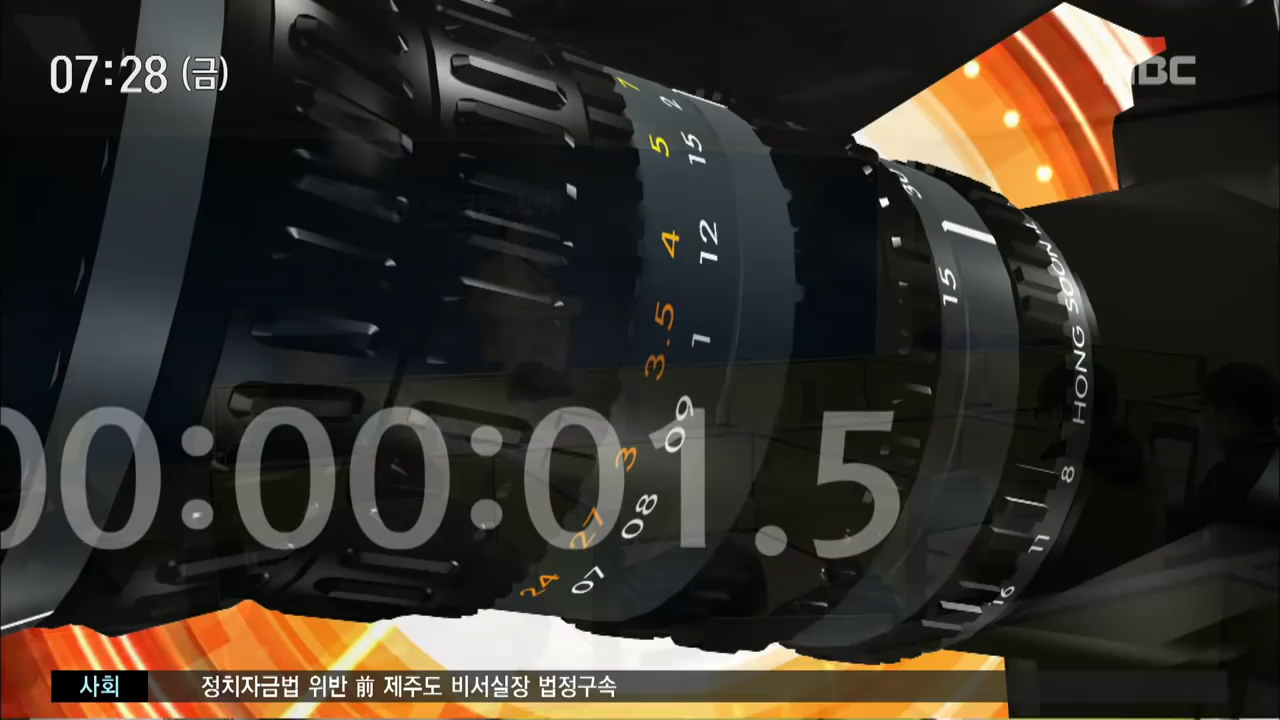 07:28 (금)
MBC
7 5 4 3.5 3 27 24
2 15 12 1 09 08 07
30 15
HONG SOON
8 11 16
00:00:01.5
사회
정치자금법 위반 前 제주도 비서실장 법정구속